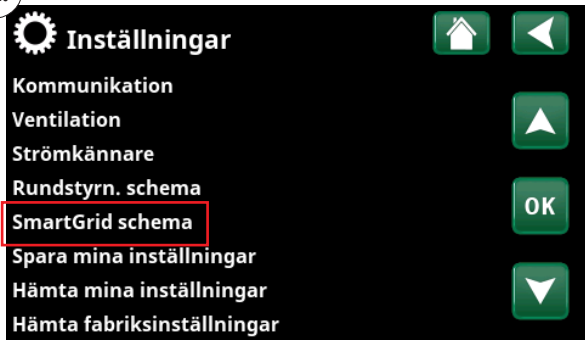 Inställningar
Kommunikation
Ventilation
Strömkännare
Rundstyrn. schema
OK
SmartGrid schema
Spara mina inställningar
Hämta mina inställningar
Hämta fabriksinställningar